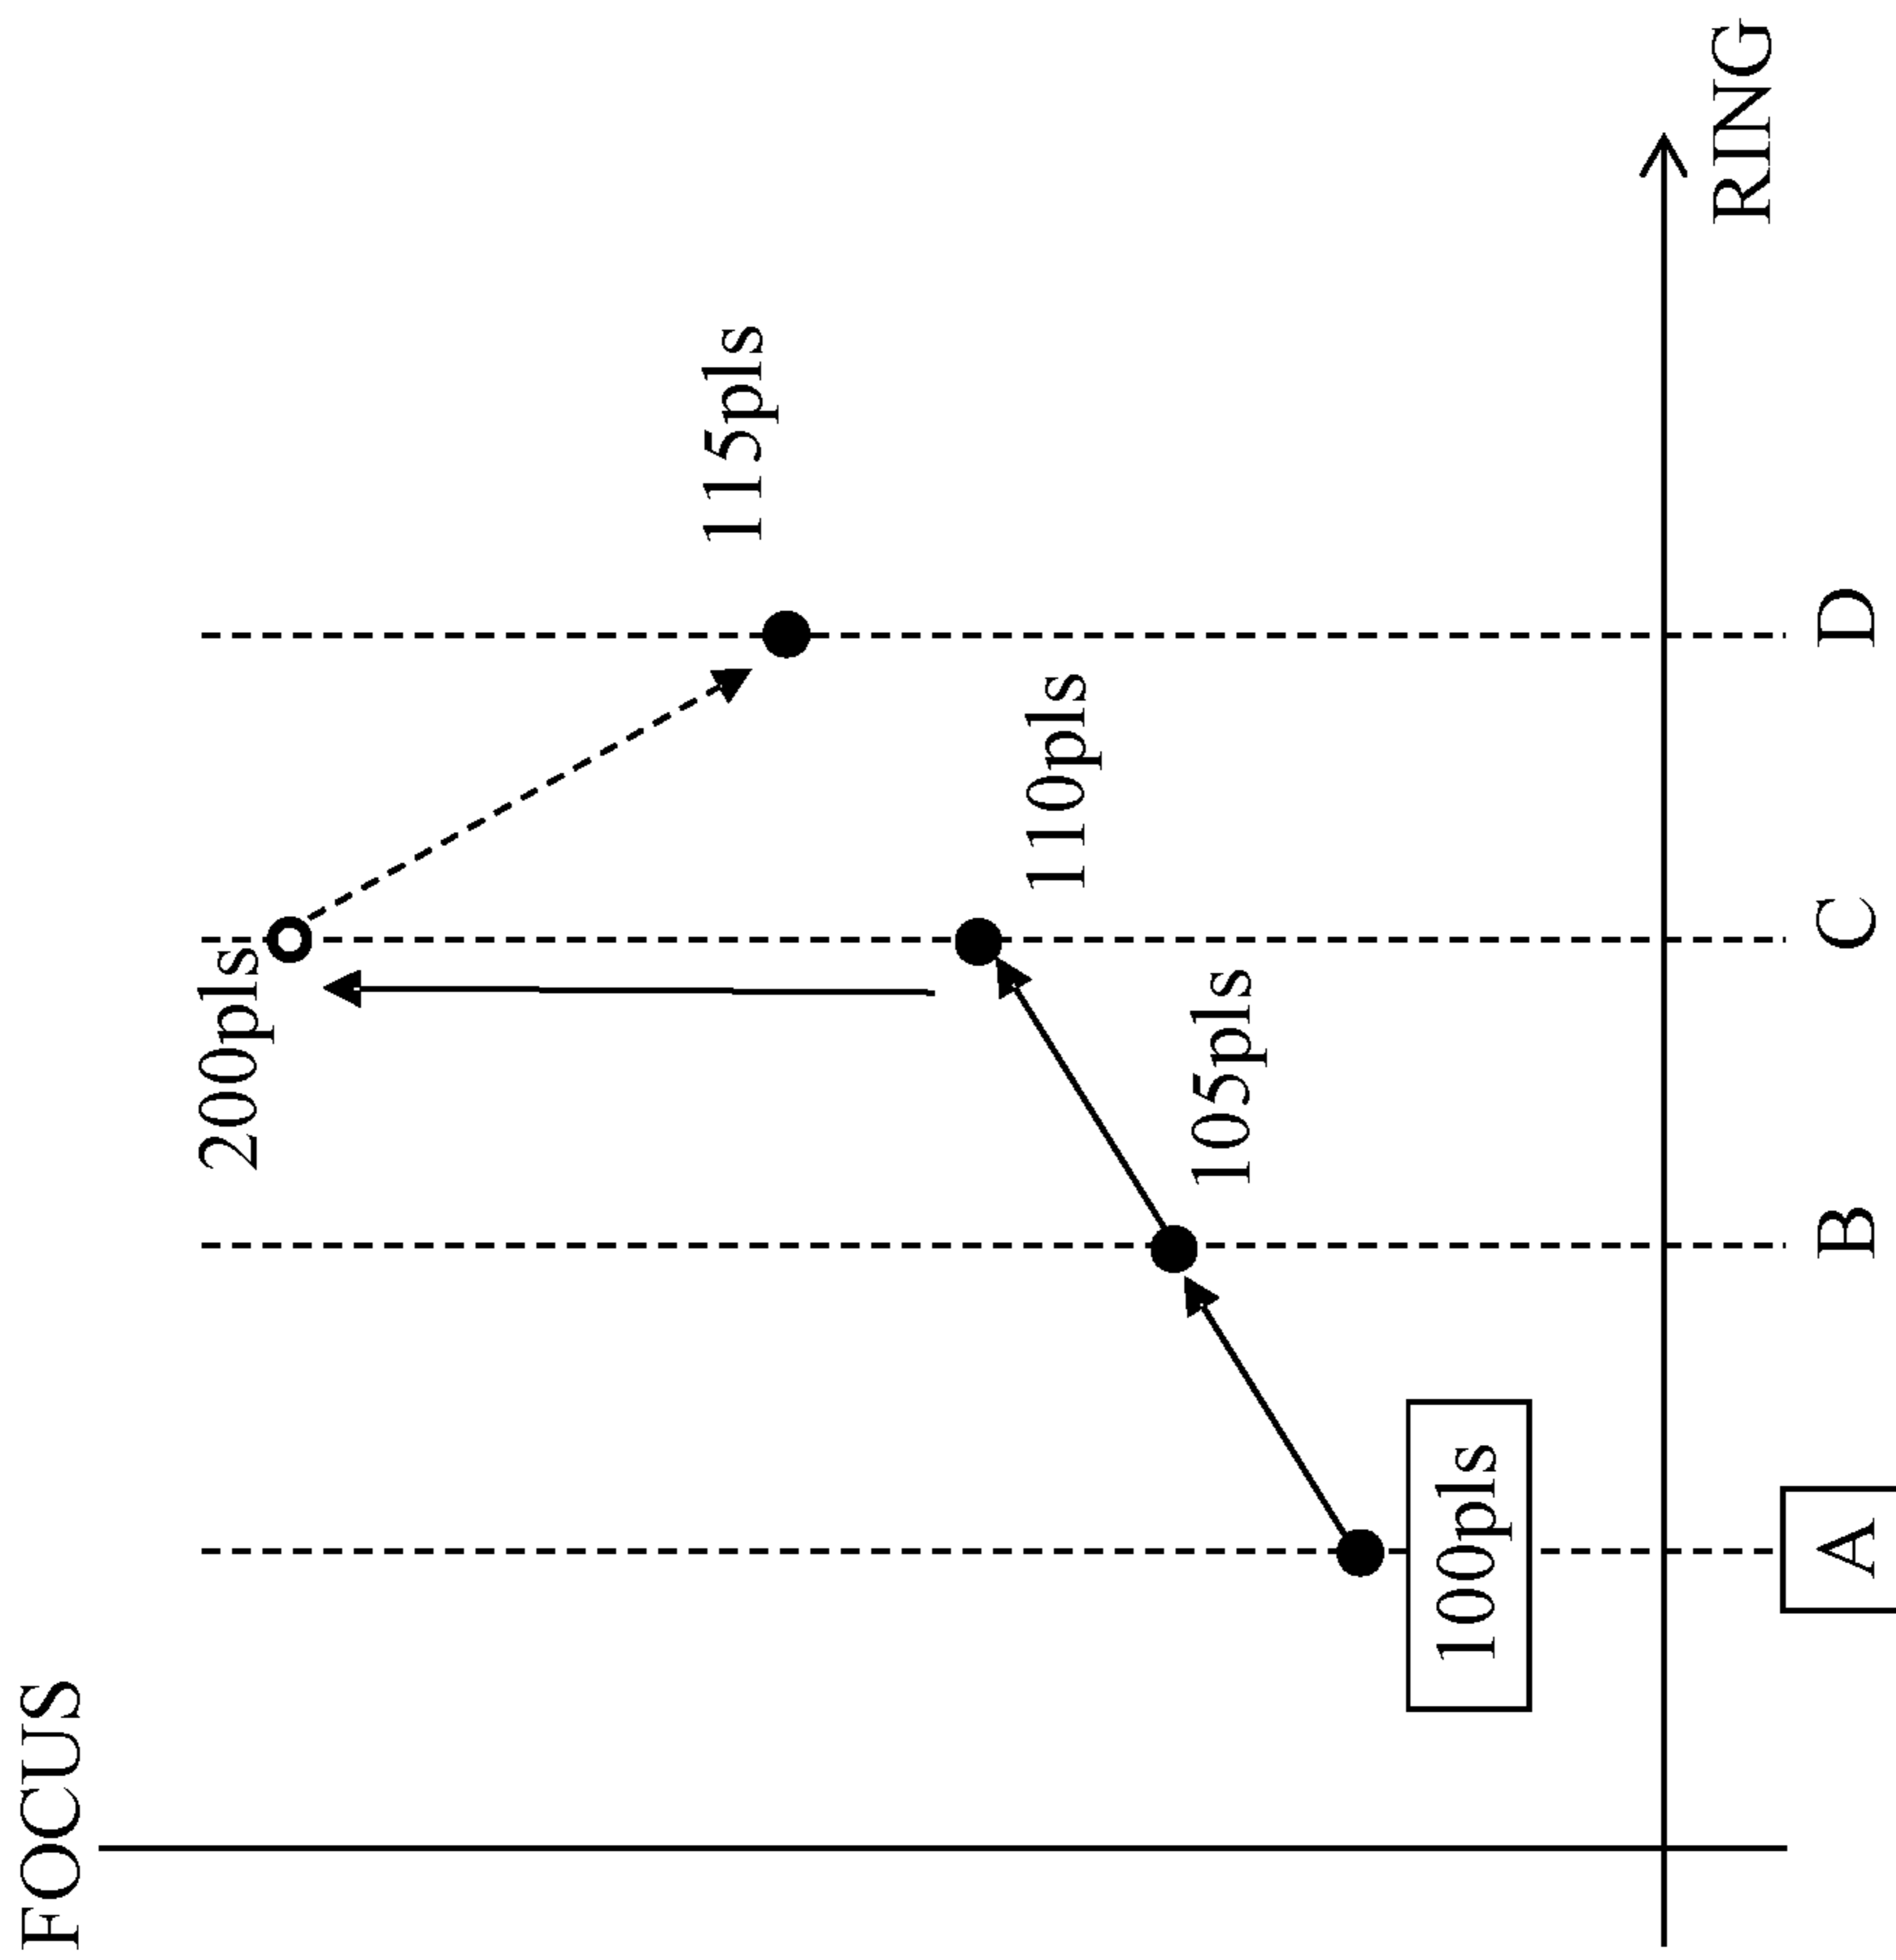 FOCUS
200pls
115pls
110pls
105pls
100pls
RING
A
B
C
D